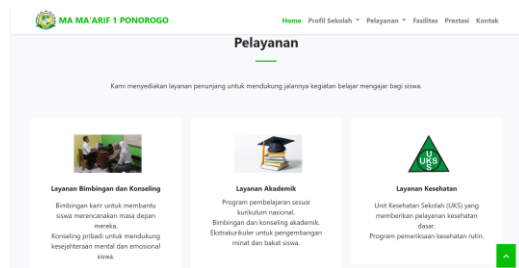 MA MA'ARIF 1 PONOROGO
Home Profil Sekolah Pelayanan Fasilitas Prestasi Kontak
Pelayanan
Kami menyediakan layanan penunjang untuk mendukung jalannya kegiatan belajar mengajar bagi siswa.
Layanan Bimbingan dan Konseling
Bimbingan karir untuk membantu
siswa merencanakan masa depan
mereka.
Konseling pribadi untuk mendukung
kesejahteraan mental dan emosional
siswa.
Layanan Akademik
Program pembelajaran sesuai
kurikulum nasional.
Bimbingan dan konseling akademik.
Ekstrakurikuler untuk pengembangan
minat dan bakat siswa.
U
UKS
S
Layanan Kesehatan
Unit Kesehatan Sekolah (UKS) yang
memberikan pelayanan kesehatan
dasar.
Program pemeriksaan kesehatan rutin.